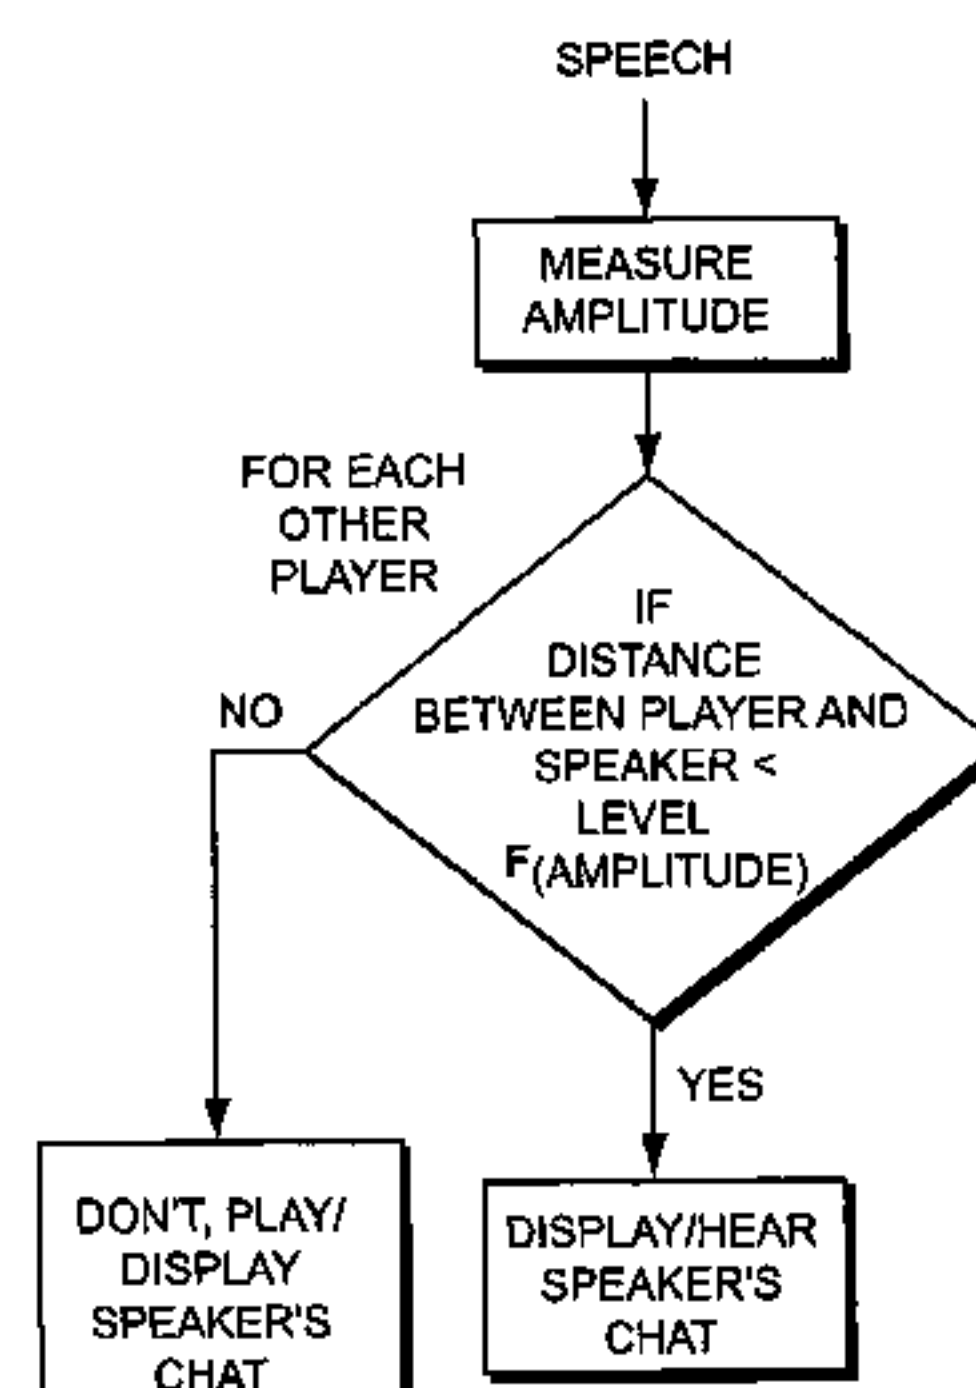 SPEECH
MEASURE
AMPLITUDE
FOR EACH
OTHER
PLAYER
IF
DISTANCE
BETWEEN PLAYER AND
SPEAKER <
LEVEL
F(AMPLITUDE)
NO
YES
DON'T, PLAY/
DISPLAY
SPEAKER'S
CHAT
DISPLAY/HEAR
SPEAKER'S
CHAT